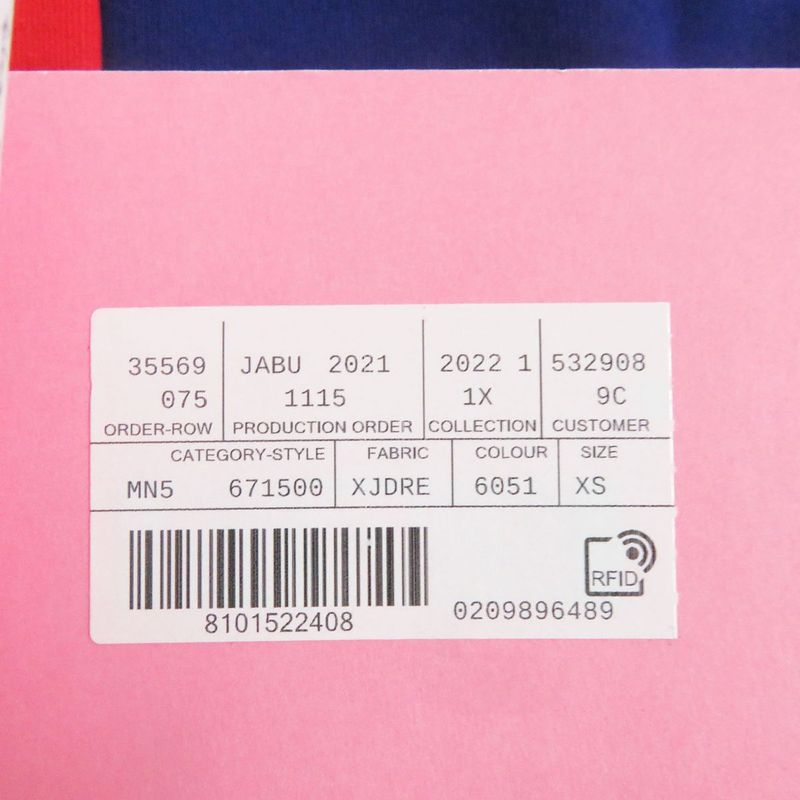 35569 JABU 2021 2022 1 532908
075 1115 1X 9C
ORDER-ROW PRODUCTION ORDER COLLECTION CUSTOMER
CATEGORY-STYLE FABRIC COLOUR SIZE
MN5 671500 XJDRE 6051 XS
RFID
8101522408 0209896489